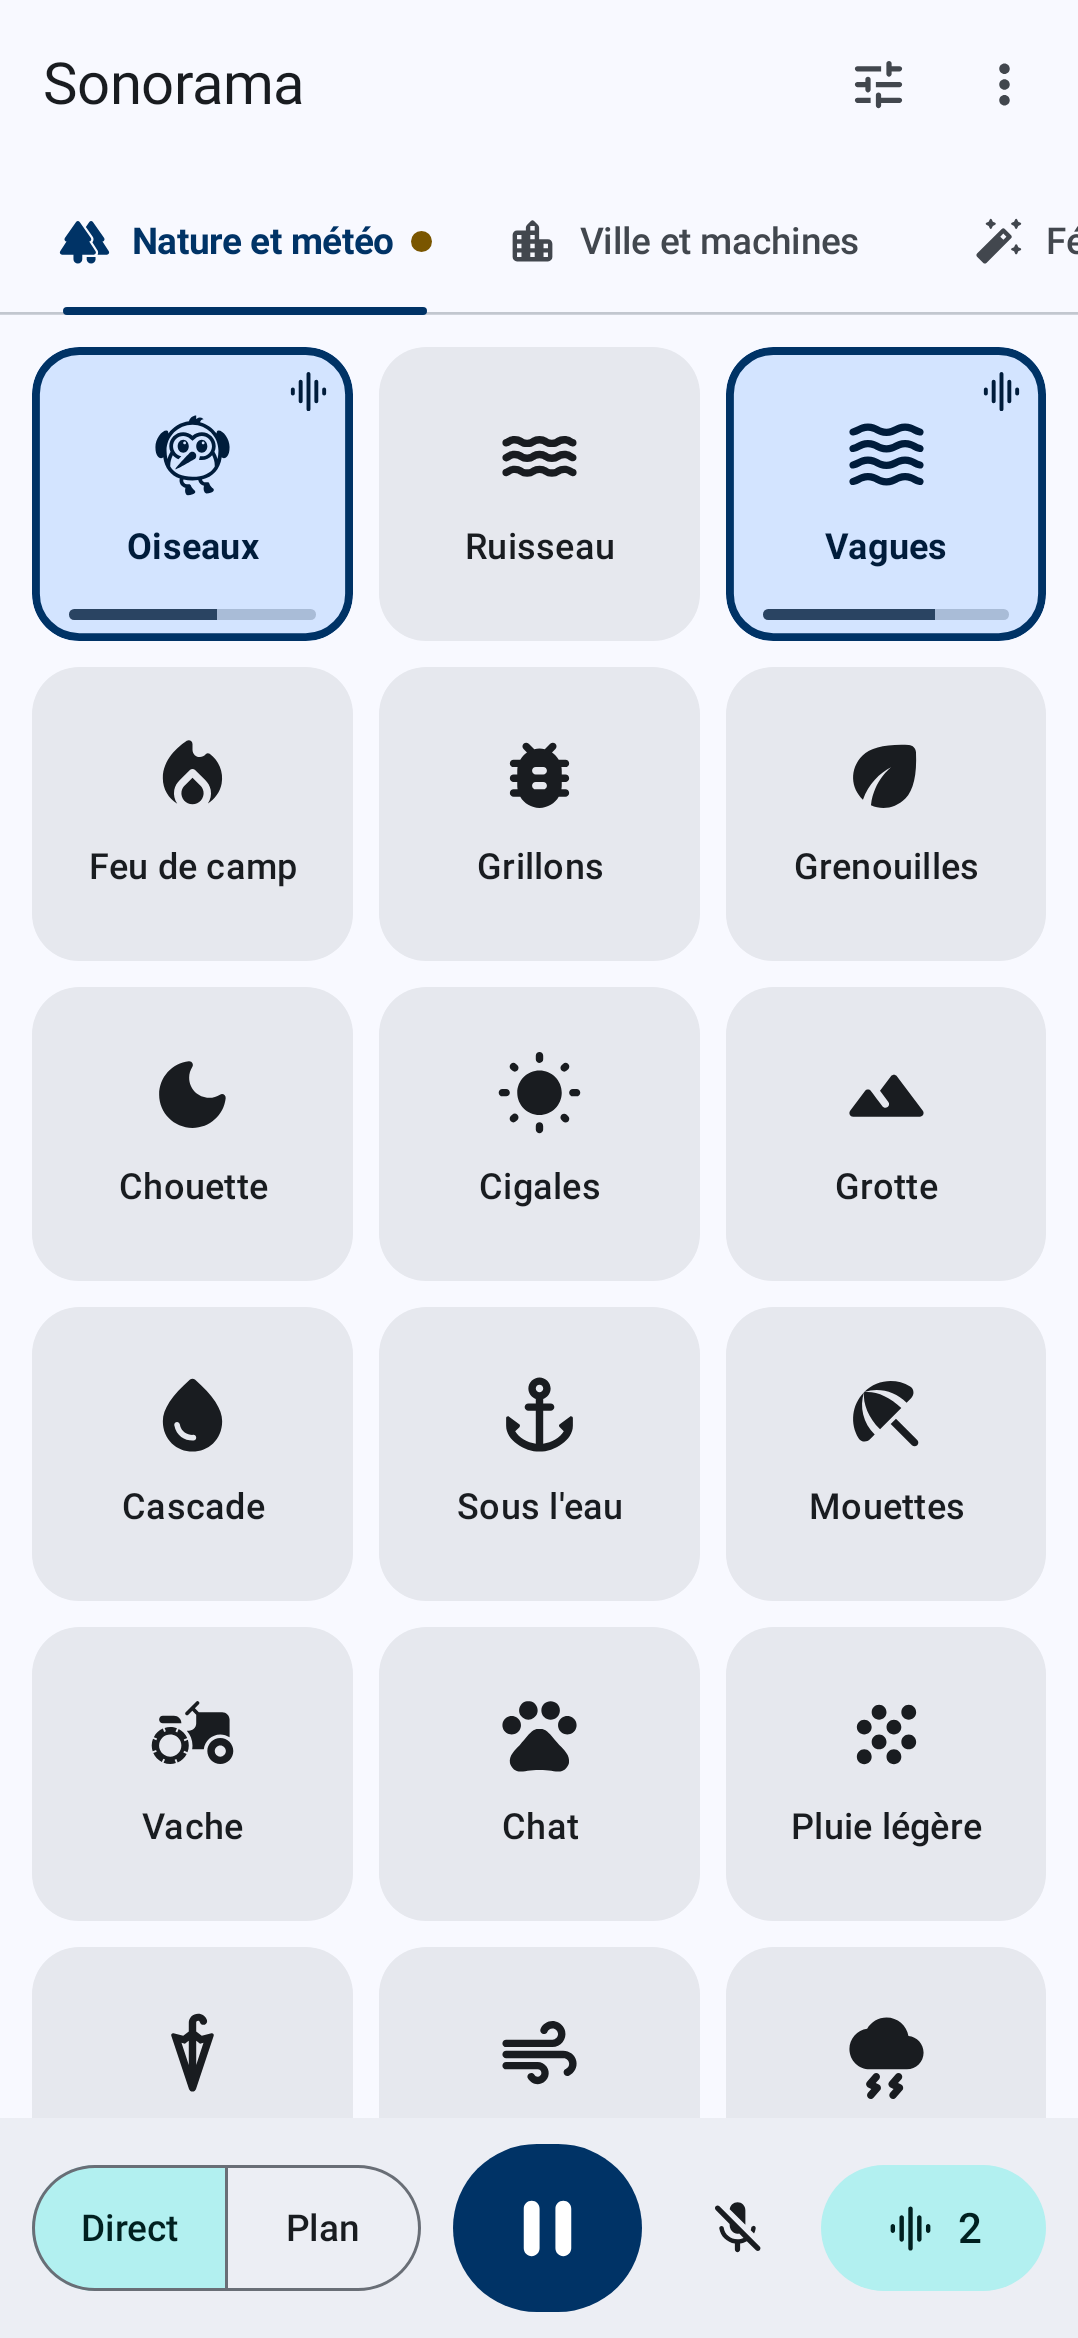 Sonorama
Nature et météo
Ville et machines
Fé
Oiseaux
Ruisseau
Vagues
Feu de camp
Grillons
Grenouilles
Chouette
Cigales
Grotte
Cascade
Sous l'eau
Mouettes
Vache
Chat
Pluie légère
Direct
Plan
2